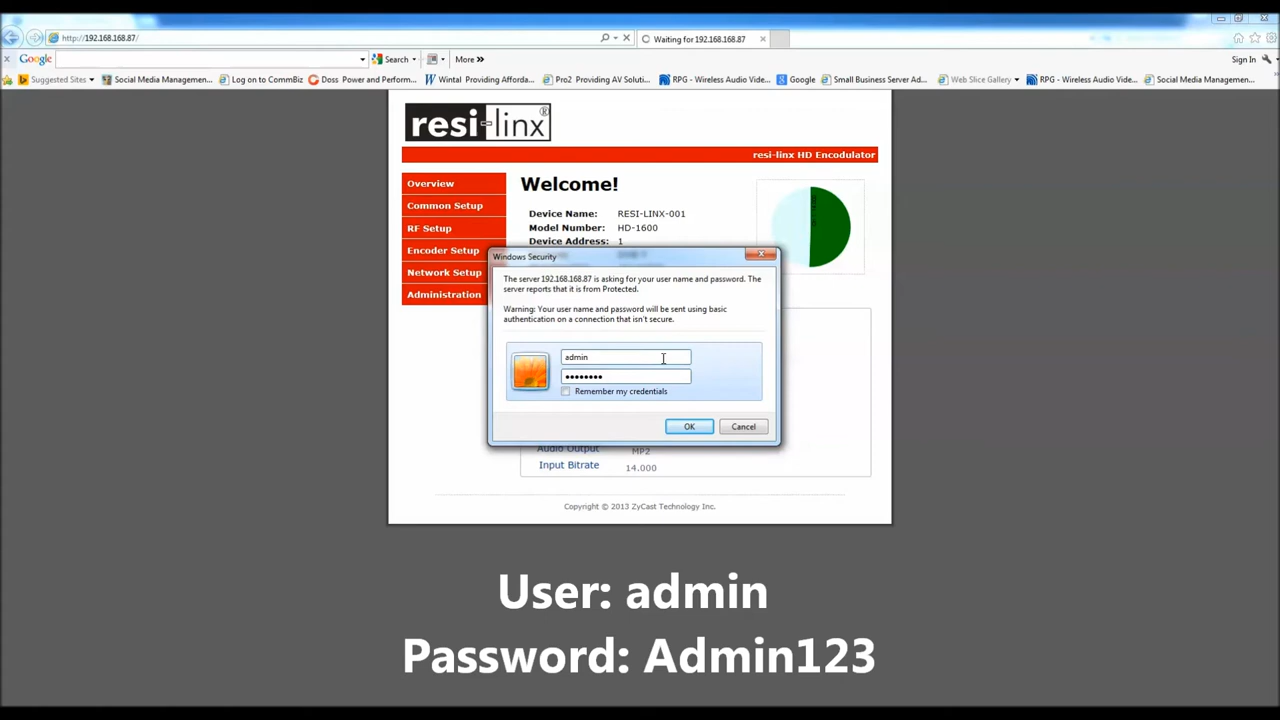 http://192.168.168.87/
Waiting for 192.168.168.87
Google
Search
More »
Sign In
Suggested Sites
Social Media Managemen...
Log on to CommBiz
Doss Power and Perform...
Wintal Providing Afforda...
Pro2 Providing AV Soluti...
RPG - Wireless Audio Vide...
Google
Small Business Server Ad...
Web Slice Gallery
RPG - Wireless Audio Vide...
Social Media Managemen...
resi-linx®
resi-linx HD Encodulator
Overview
Common Setup
RF Setup
Encoder Setup
Network Setup
Administration
Welcome!
Device Name: RESI-LINX-001
Model Number: HD-1600
Device Address: 1
Windows Security
The server 192.168.168.87 is asking for your user name and password. The
server reports that it is from Protected.
Warning: Your user name and password will be sent using basic
authentication on a connection that isn't secure.
admin
••••••••
Remember my credentials
OK
Cancel
Audio Output MP2
Input Bitrate 14.000
Copyright © 2013 ZyCast Technology Inc.
User: admin
Password: Admin123